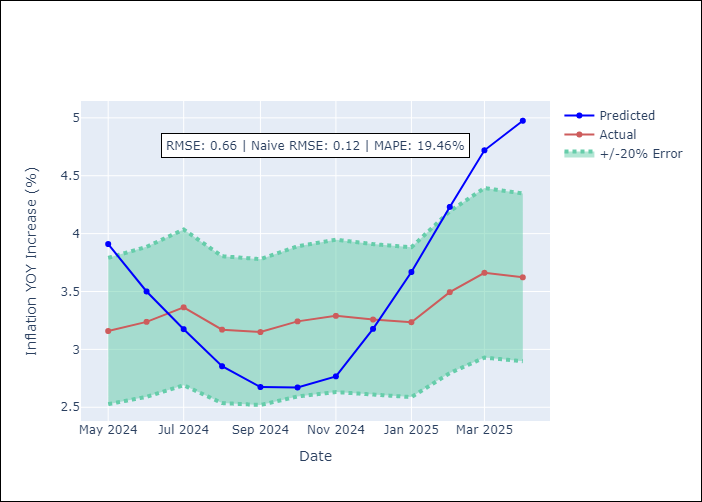 Predicted
Actual
+/-20% Error
RMSE: 0.66 | Naive RMSE: 0.12 | MAPE: 19.46%
Inflation YOY Increase (%)
5
4.5
4
3.5
3
2.5
May 2024
Jul 2024
Sep 2024
Nov 2024
Jan 2025
Mar 2025
Date